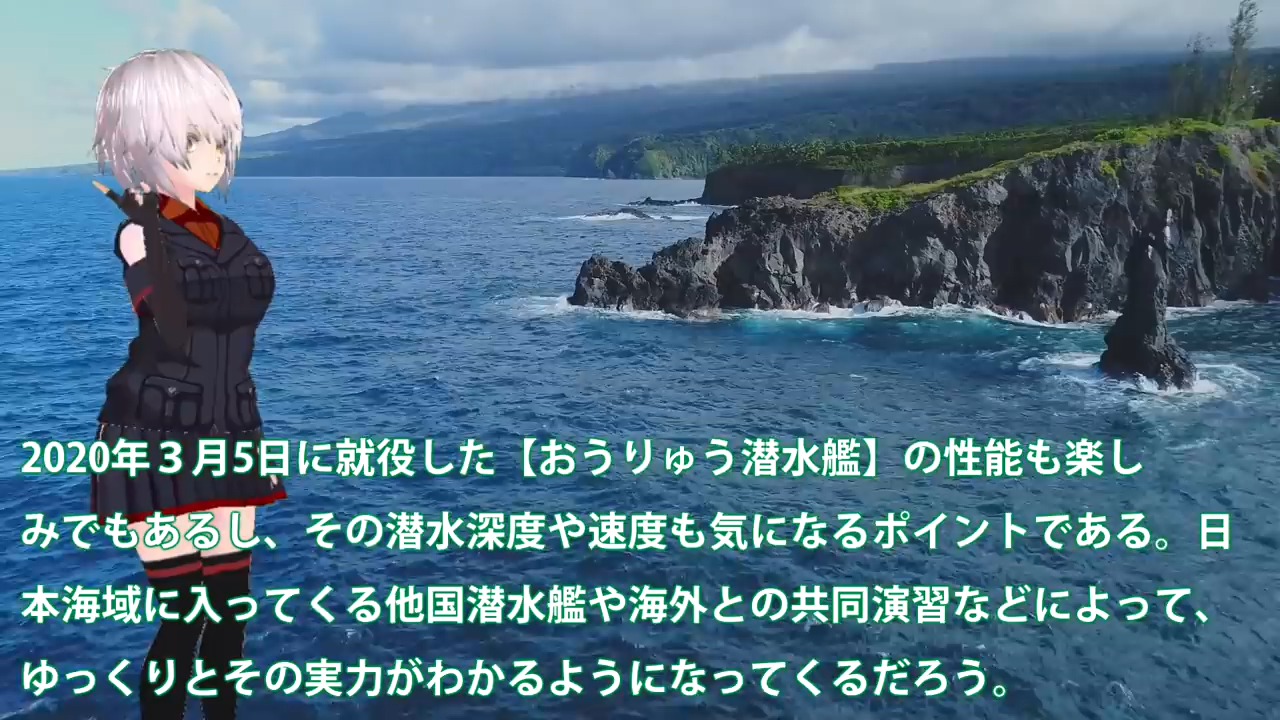 2020年３月5日に就役した【おうりゅう潜水艦】の性能も楽し
みでもあるし、その潜水深度や速度も気になるポイントである。日
本海域に入ってくる他国潜水艦や海外との共同演習などによって、
ゆっくりとその実力がわかるようになってくるだろう。